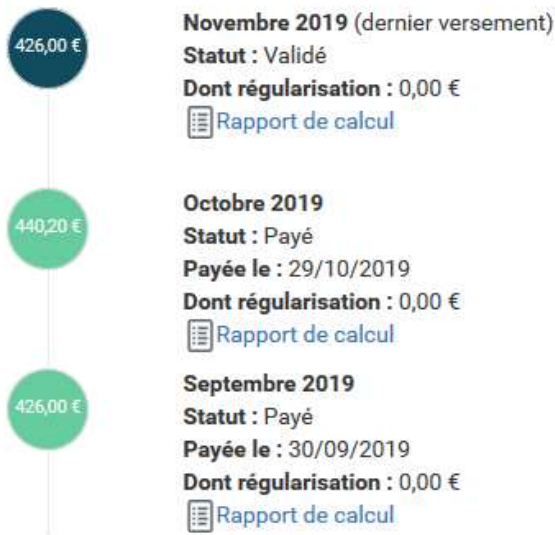 426,00 €
Novembre 2019 (dernier versement)
Statut : Validé
Dont régularisation : 0,00 €
Rapport de calcul
440,20 €
Octobre 2019
Statut : Payé
Payée le : 29/10/2019
Dont régularisation : 0,00 €
Rapport de calcul
426,00 €
Septembre 2019
Statut : Payé
Payée le : 30/09/2019
Dont régularisation : 0,00 €
Rapport de calcul